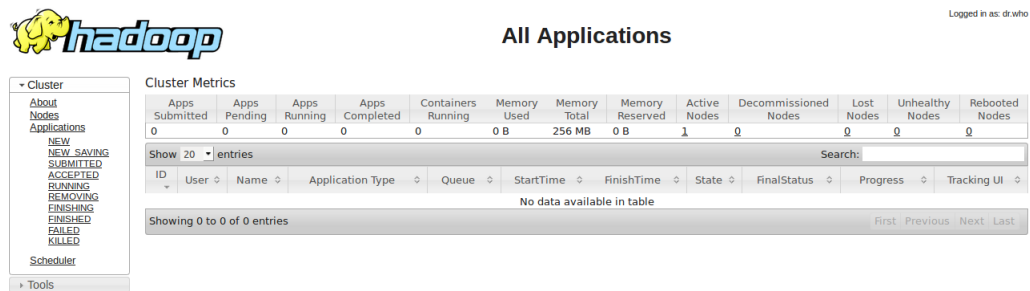 Logged in as: dr.who
hadoop
All Applications
Cluster
About
Nodes
Applications
NEW
NEW_SAVING
SUBMITTED
ACCEPTED
RUNNING
REMOVING
FINISHING
FINISHED
FAILED
KILLED
Scheduler
Tools
Cluster Metrics
Apps Submitted Apps Pending Apps Running Apps Completed Containers Running Memory Used Memory Total Memory Reserved Active Nodes Decommissioned Nodes Lost Nodes Unhealthy Nodes Rebooted Nodes
0 0 0 0 0 0 B 256 MB 0 B 1 0 0 0 0
Show 20 entries Search:
ID User Name Application Type Queue StartTime FinishTime State FinalStatus Progress Tracking UI
No data available in table
Showing 0 to 0 of 0 entries First Previous Next Last